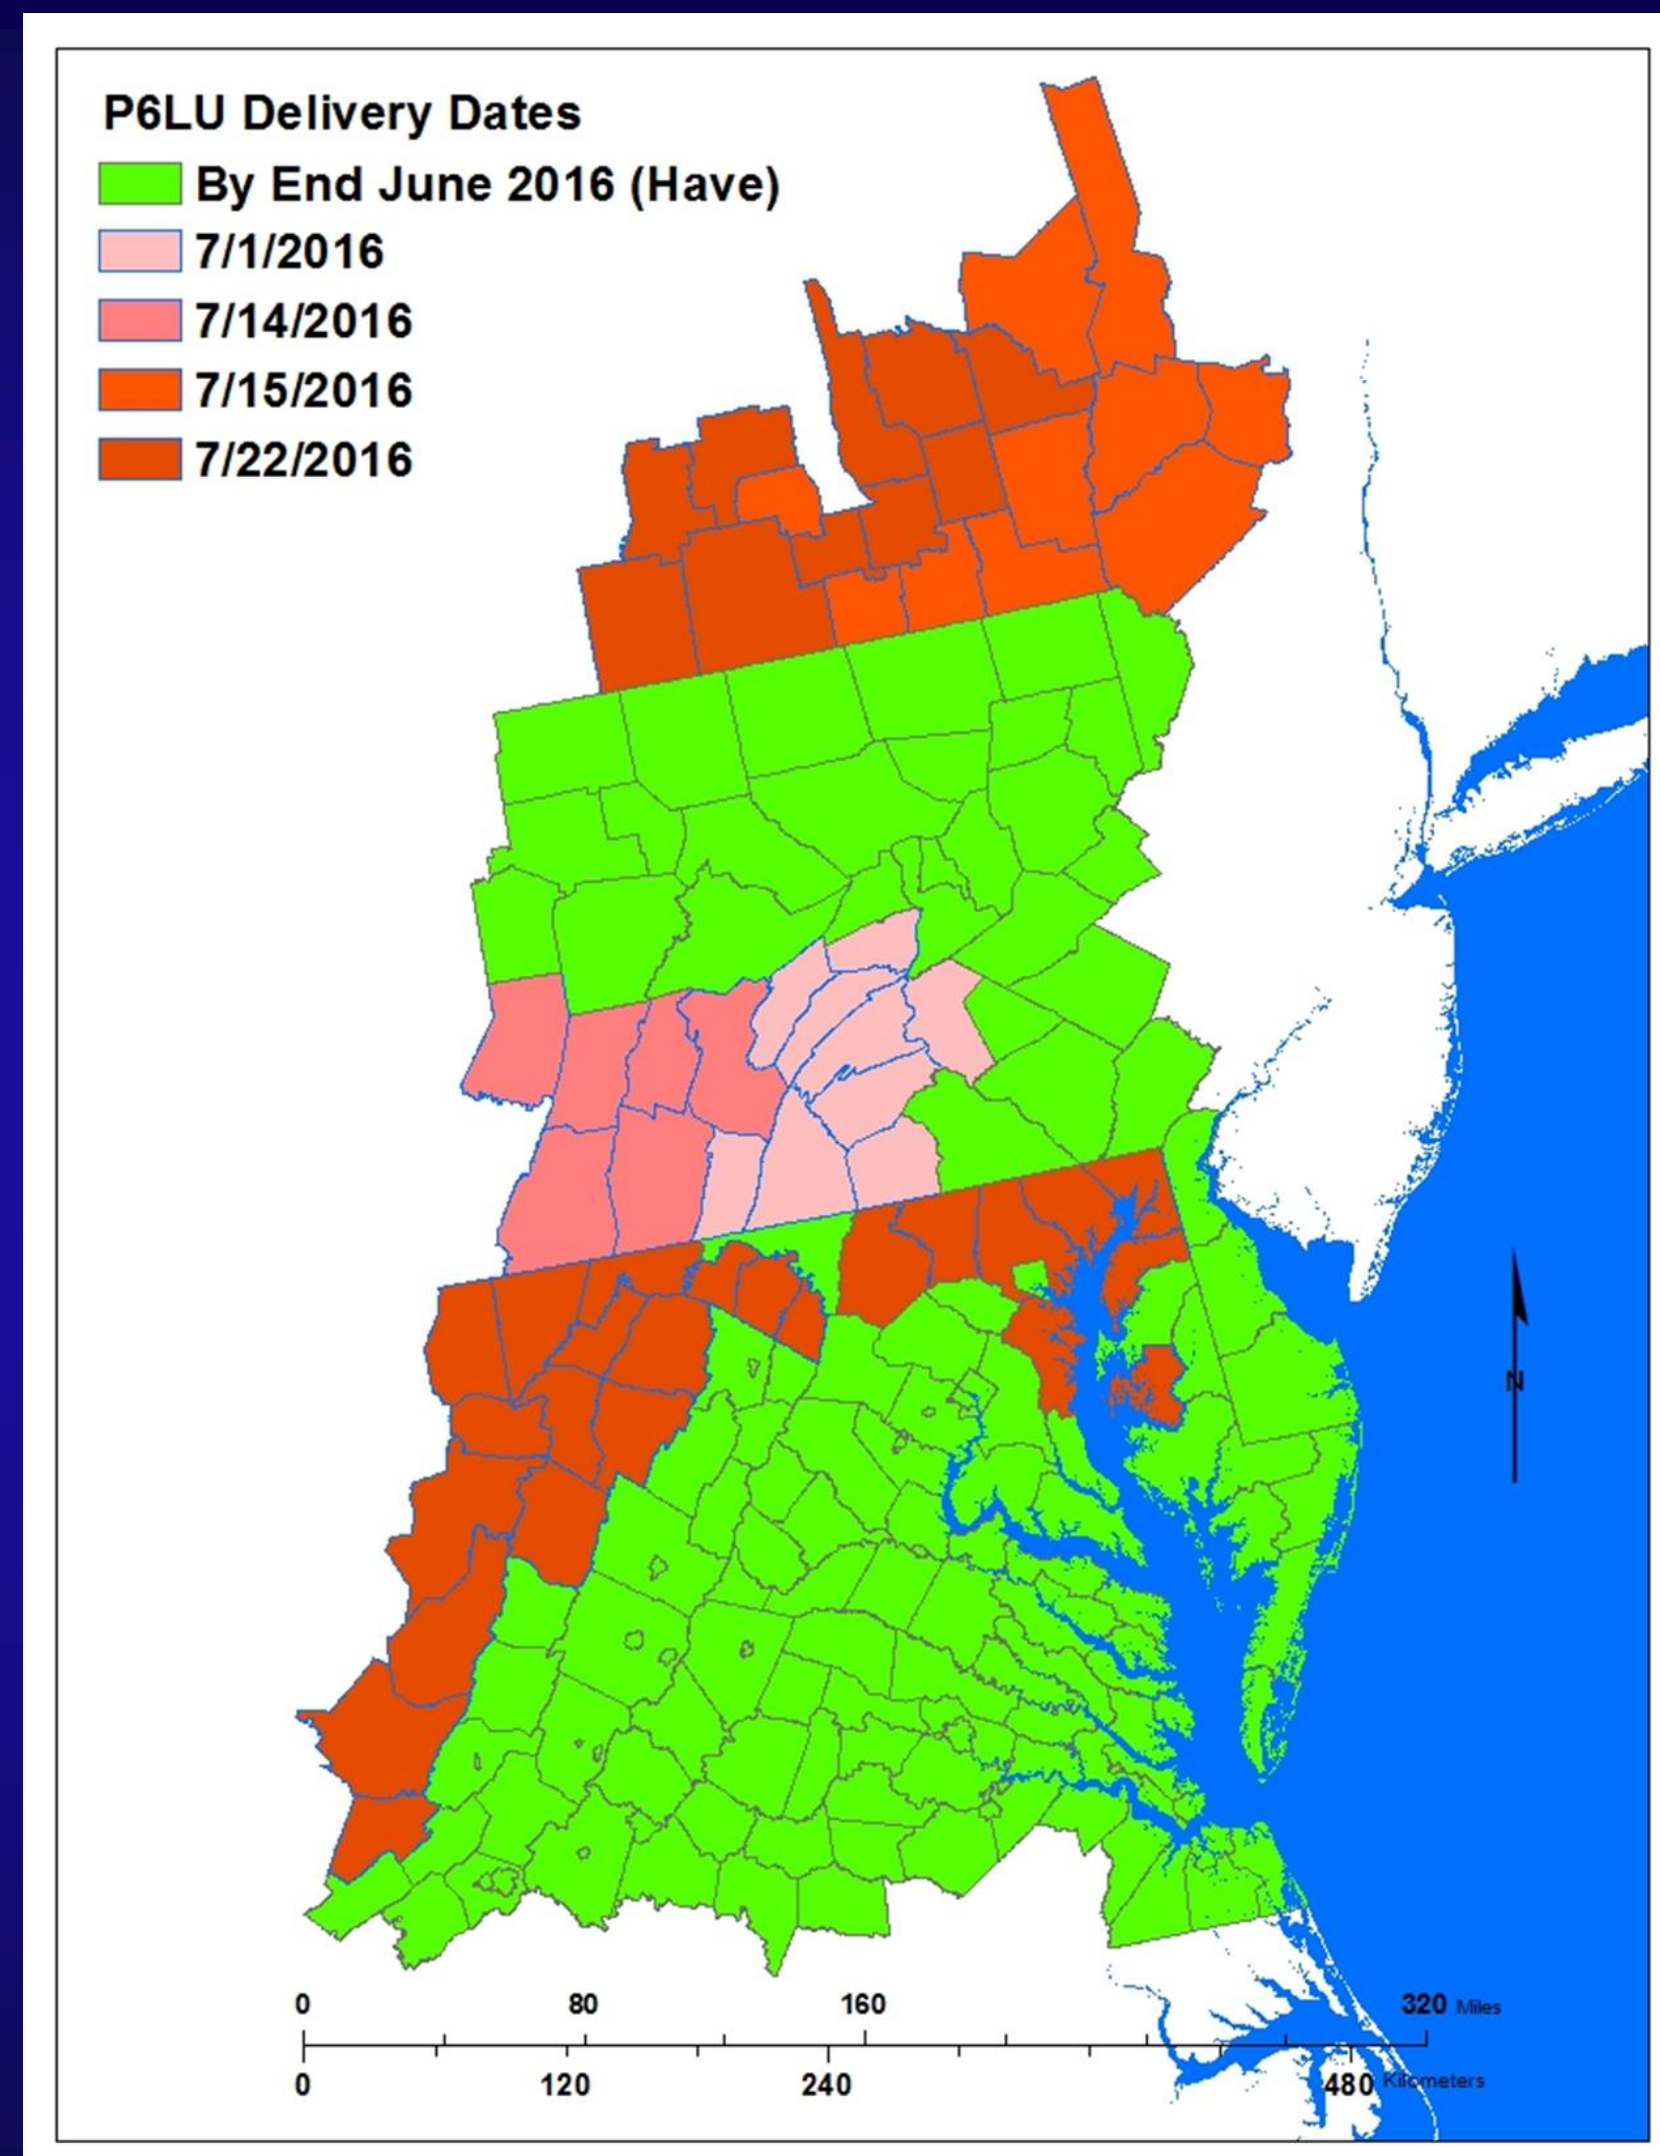 P6LU Delivery Dates
By End June 2016 (Have)
7/1/2016
7/14/2016
7/15/2016
7/22/2016
N
0 80 160 320 Miles
0 120 240 480 Kilometers